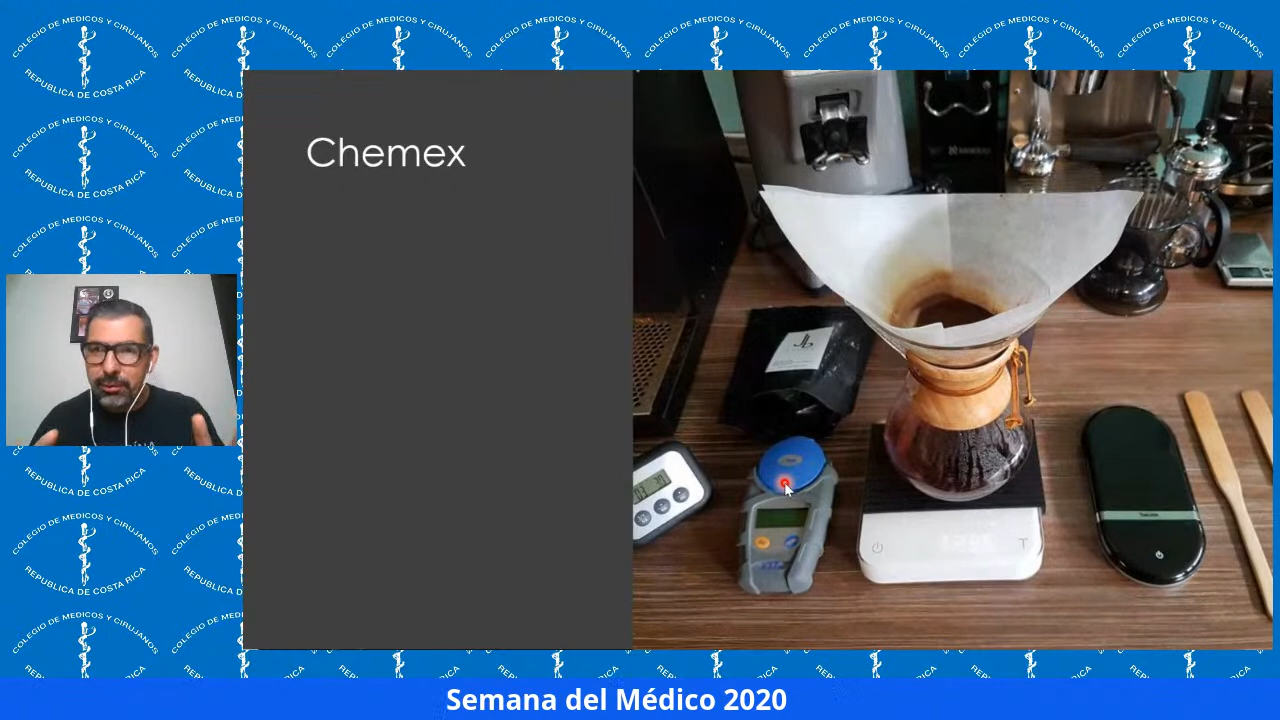 COLEGIO DE MEDICOS Y CIRUJANOS
REPUBLICA DE COSTA RICA
Chemex
Semana del Médico 2020